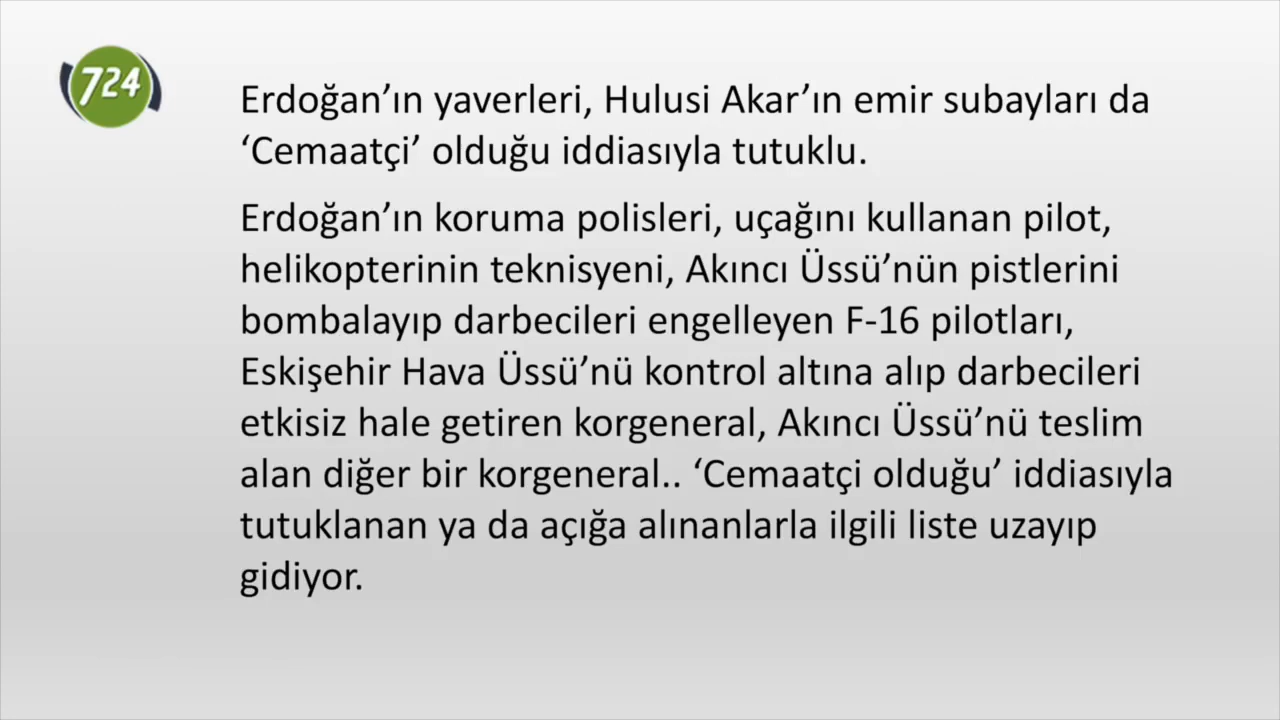 724
Erdoğan’ın yaverleri, Hulusi Akar’ın emir subayları da
‘Cemaatçi’ olduğu iddiasıyla tutuklu.
Erdoğan’ın koruma polisleri, uçağını kullanan pilot,
helikopterinin teknisyeni, Akıncı Üssü’nün pistlerini
bombalayıp darbecileri engelleyen F-16 pilotları,
Eskişehir Hava Üssü’nü kontrol altına alıp darbecileri
etkisiz hale getiren korgeneral, Akıncı Üssü’nü teslim
alan diğer bir korgeneral.. ‘Cemaatçi olduğu’ iddiasıyla
tutuklanan ya da açığa alınanlarla ilgili liste uzayıp
gidiyor.